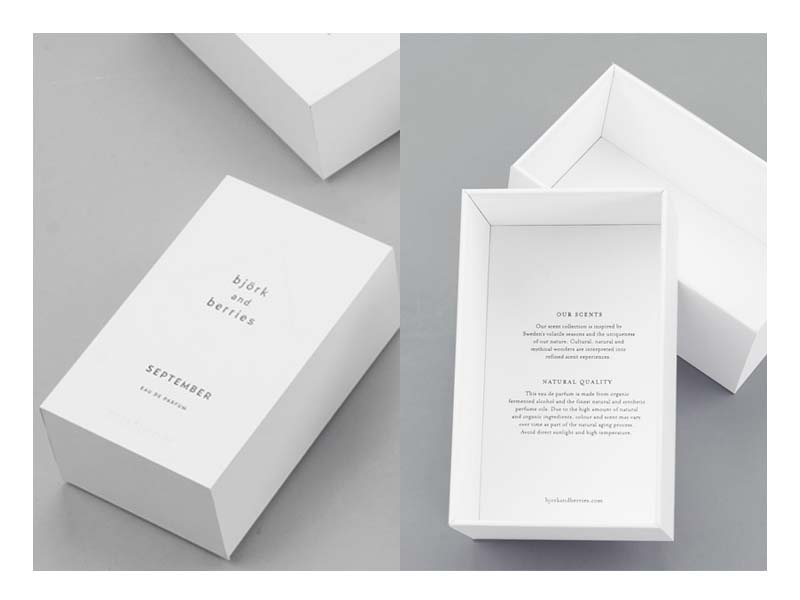 björk
and
berries
SEPTEMBER
EAU DE PARFUM
OUR SCENTS
Our scent collection is inspired by
Sweden's volatile seasons and the uniqueness
of our nature. Cultural, natural and
mythical wonders are interpreted into
refined scent experiences.
NATURAL QUALITY
This eau de parfum is made from organic
fermented alcohol and the finest natural and synthetic
perfume oils. Due to the high amount of natural
and organic ingredients, colour and scent may vary
over time as part of the natural aging process.
Avoid direct sunlight and high temperature.
bjorkandberries.com